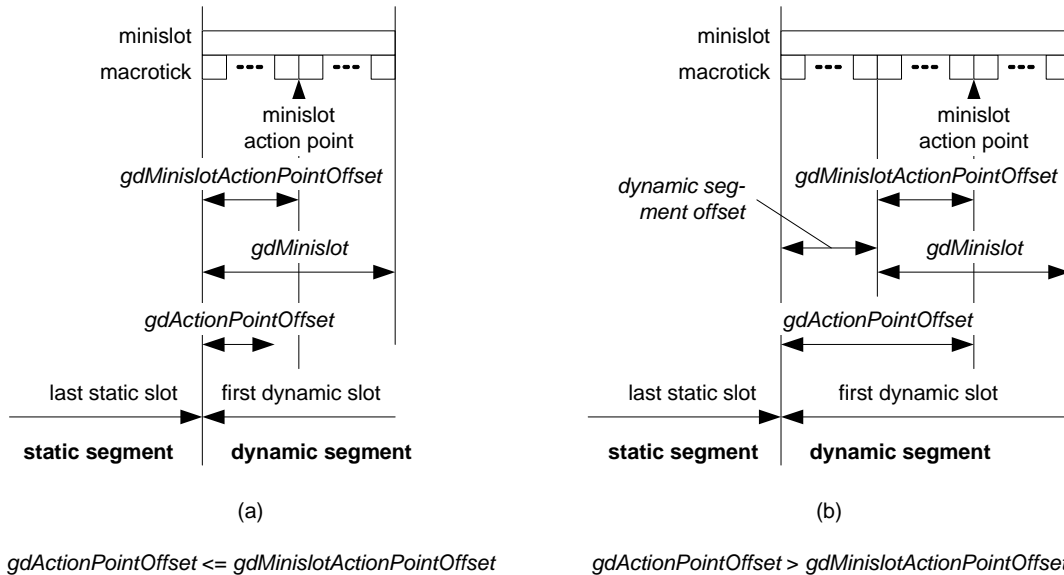 minislot
macrotick
minislot
action point
gdMinislotActionPointOffset
gdMinislot
gdActionPointOffset
last static slot
first dynamic slot
static segment
dynamic segment
(a)
gdActionPointOffset <= gdMinislotActionPointOffset
minislot
macrotick
minislot
action point
gdMinislotActionPointOffset
dynamic seg-
ment offset
gdMinislot
gdActionPointOffset
last static slot
first dynamic slot
static segment
dynamic segment
(b)
gdActionPointOffset > gdMinislotActionPointOffset